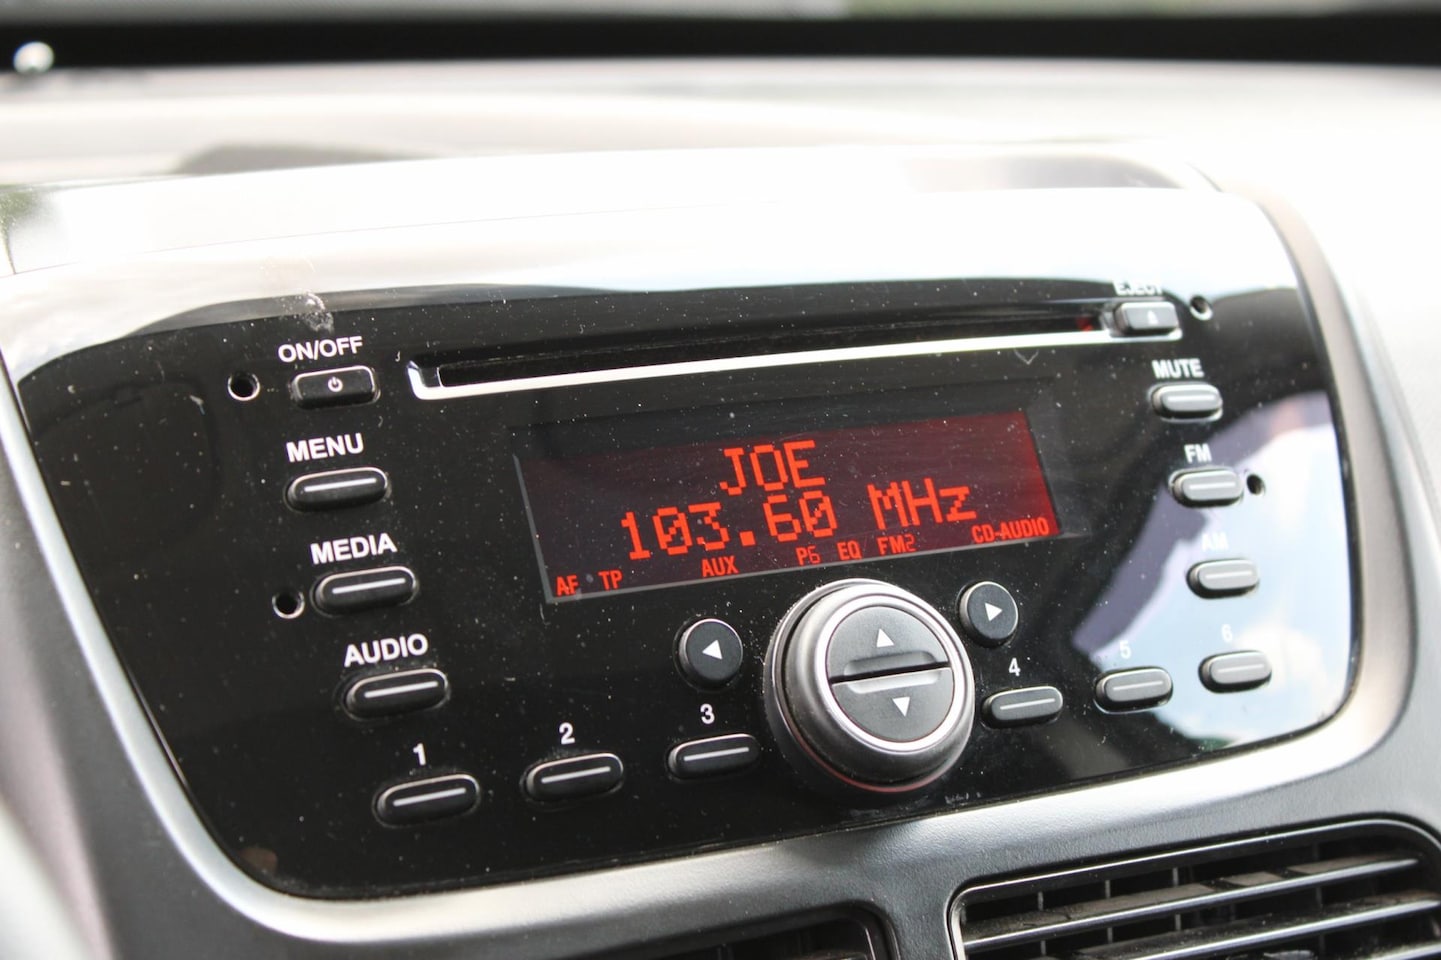 EJECT
ON/OFF
MUTE
MENU
JOE
FM
103.60 MHz
MEDIA
AF TP AUX P6 EQ FM2 CD-AUDIO
AM
AUDIO
1 2 3 4 5 6